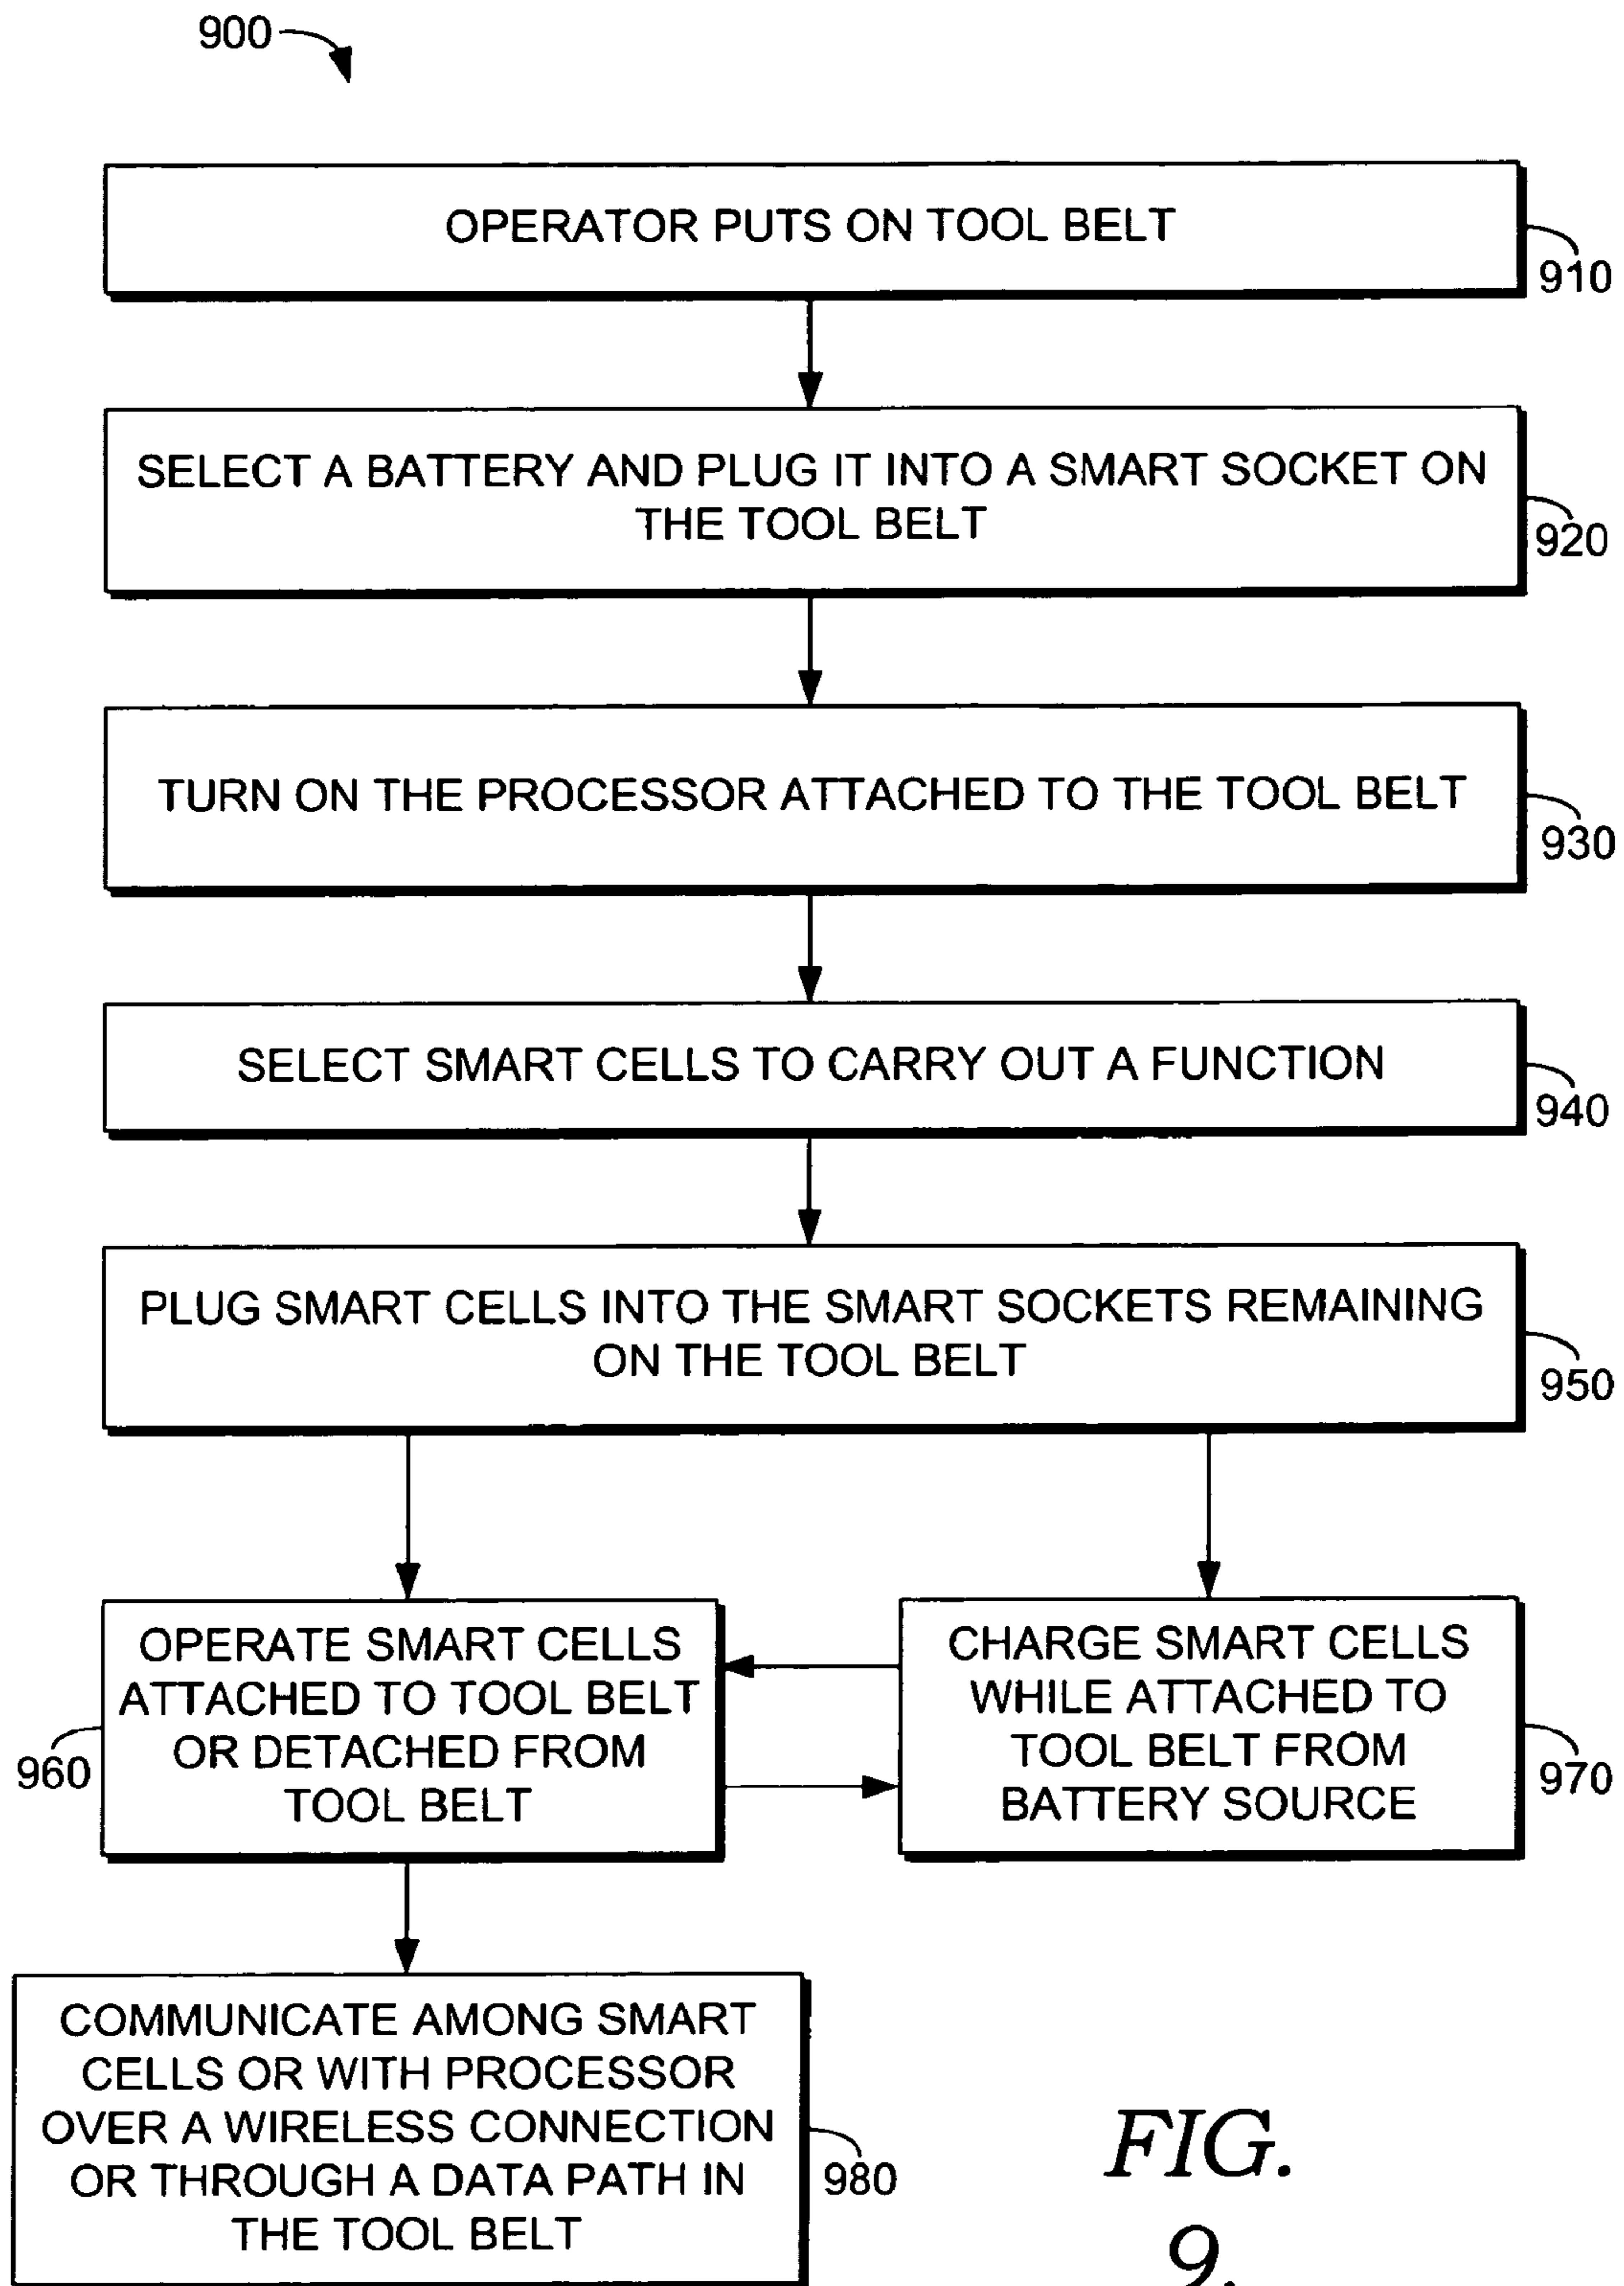 900
OPERATOR PUTS ON TOOL BELT
910
SELECT A BATTERY AND PLUG IT INTO A SMART SOCKET ON
THE TOOL BELT
920
TURN ON THE PROCESSOR ATTACHED TO THE TOOL BELT
930
SELECT SMART CELLS TO CARRY OUT A FUNCTION
940
PLUG SMART CELLS INTO THE SMART SOCKETS REMAINING
ON THE TOOL BELT
950
OPERATE SMART CELLS
ATTACHED TO TOOL BELT
OR DETACHED FROM
TOOL BELT
960
CHARGE SMART CELLS
WHILE ATTACHED TO
TOOL BELT FROM
BATTERY SOURCE
970
COMMUNICATE AMONG SMART
CELLS OR WITH PROCESSOR
OVER A WIRELESS CONNECTION
OR THROUGH A DATA PATH IN
THE TOOL BELT
980
FIG.
9.